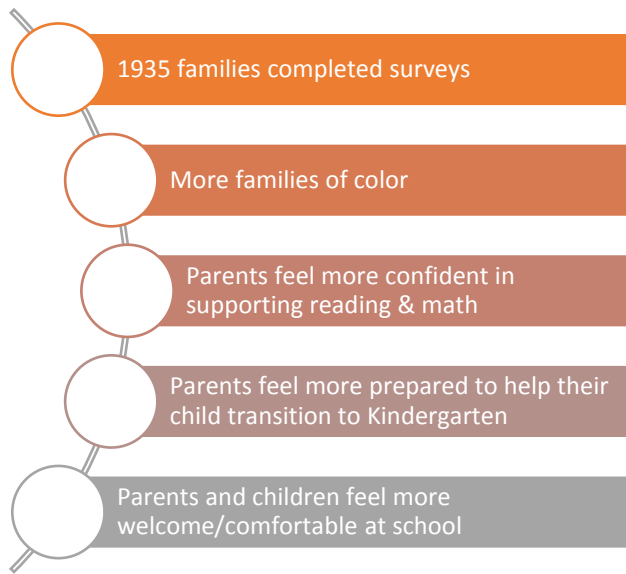 1935 families completed surveys
More families of color
Parents feel more confident in
supporting reading & math
Parents feel more prepared to help their
child transition to Kindergarten
Parents and children feel more
welcome/comfortable at school